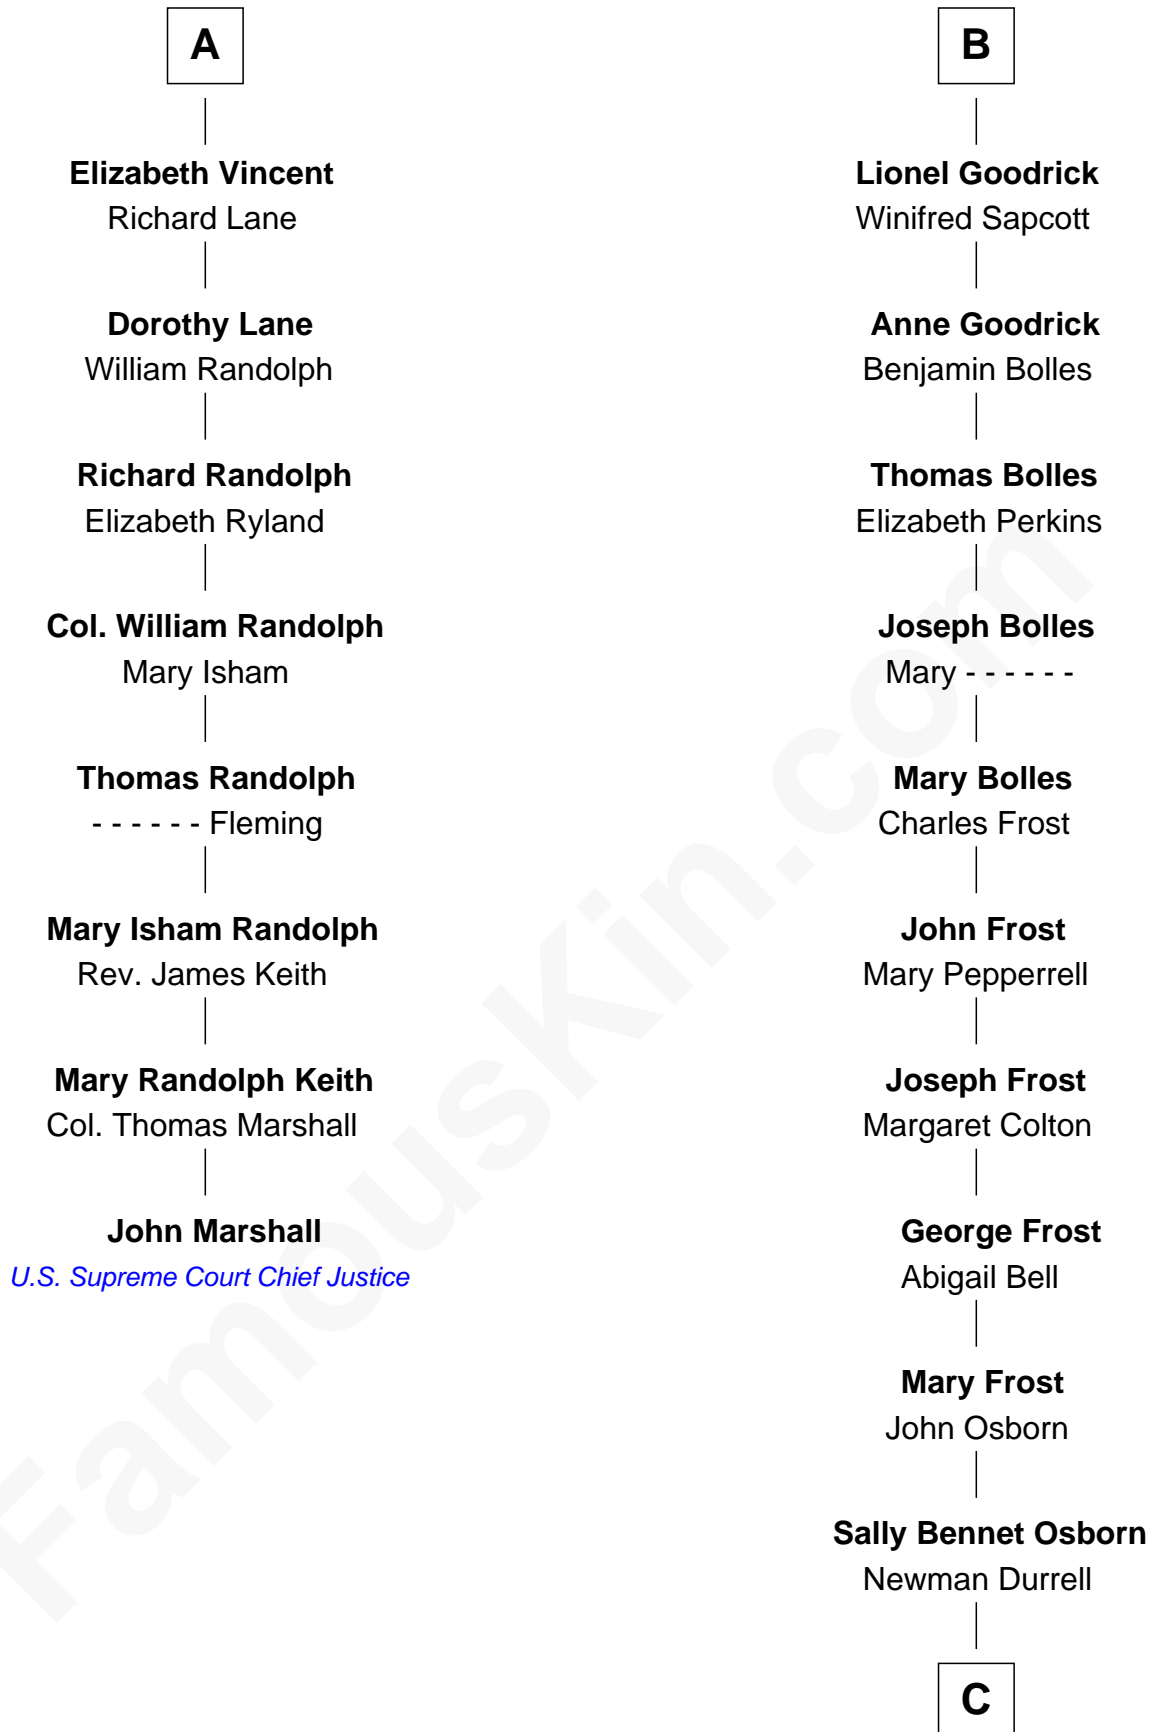 A
Elizabeth Vincent
Richard Lane
Dorothy Lane
William Randolph
Richard Randolph
Elizabeth Ryland
Col. William Randolph
Mary Isham
Thomas Randolph
- - - - - - Fleming
Mary Isham Randolph
Rev. James Keith
Mary Randolph Keith
Col. Thomas Marshall
John Marshall
U.S. Supreme Court Chief Justice
B
Lionel Goodrick
Winifred Sapcott
Anne Goodrick
Benjamin Bolles
Thomas Bolles
Elizabeth Perkins
Joseph Bolles
Mary - - - - - -
Mary Bolles
Charles Frost
John Frost
Mary Pepperrell
Joseph Frost
Margaret Colton
George Frost
Abigail Bell
Mary Frost
John Osborn
Sally Bennet Osborn
Newman Durrell
C
FamousKin.com